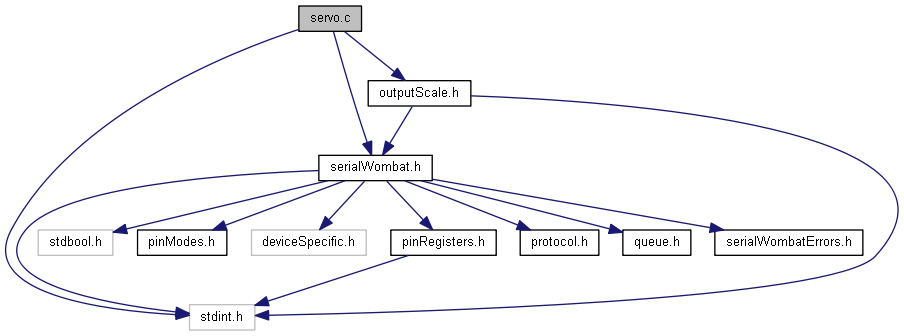 servo.c
outputScale.h
serialWombat.h
stdbool.h
pinModes.h
deviceSpecific.h
pinRegisters.h
protocol.h
queue.h
serialWombatErrors.h
stdint.h